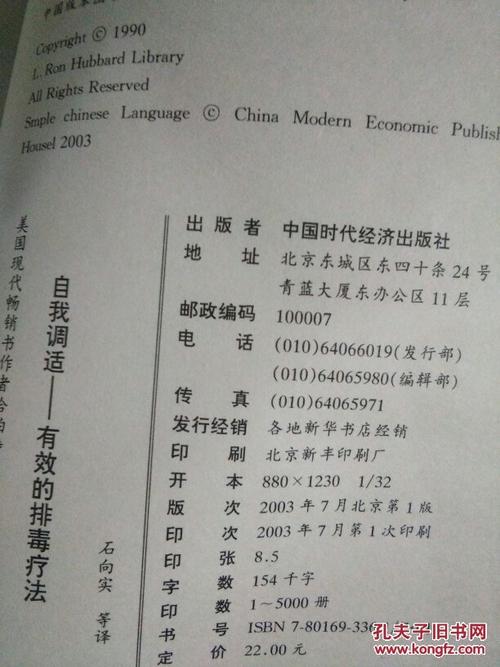 Copyright © 1990
L. Ron Hubbard Library
All Rights Reserved
Smple chinese Language © China Modern Economic Publish
Housel 2003
美国现代畅销书作者
自我调适——有效的排毒疗法
石向实 等译
出版者 中国时代经济出版社
地址 北京东城区东四十条24号
青蓝大厦东办公区11层
邮政编码 100007
电话 (010)64066019(发行部)
(010)64065980(编辑部)
传真 (010)64065971
发行经销 各地新华书店经销
印刷 北京新丰印刷厂
开本 880×1230 1/32
版次 2003年7月北京第1版
印次 2003年7月第1次印刷
印张 8.5
字数 154千字
印数 1~5000册
书号 ISBN 7-80169-336
定价 22.00元
孔夫子旧书网
www.kongfz.com